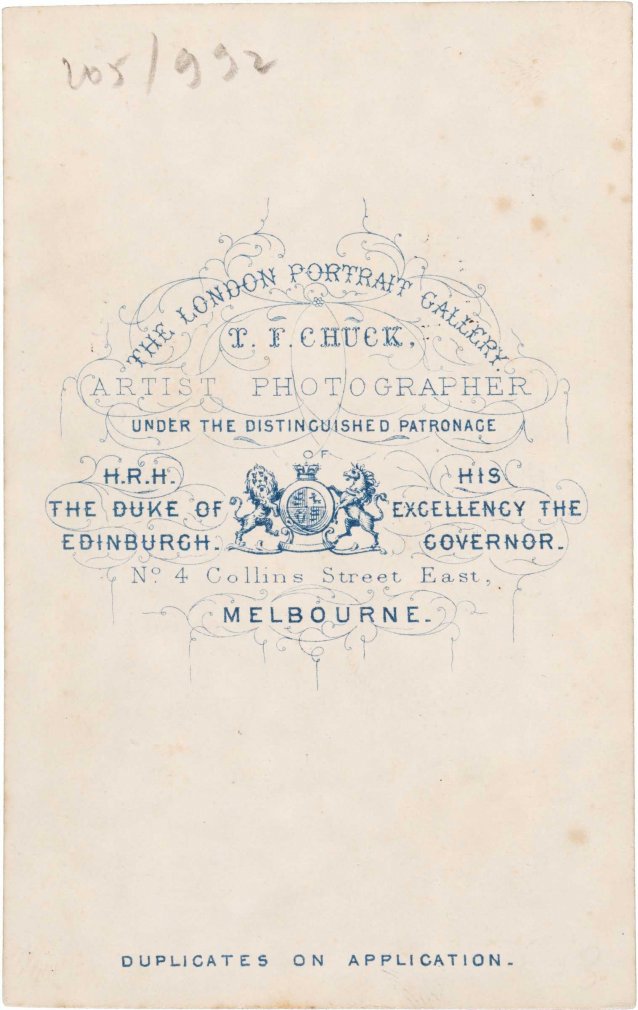 205/992
THE LONDON PORTRAIT GALLERY.
T. F. CHUCK,
ARTIST PHOTOGRAPHER
UNDER THE DISTINGUISHED PATRONAGE
OF
H.R.H.
THE DUKE OF
EDINBURGH.
HIS
EXCELLENCY THE
GOVERNOR.
No. 4 Collins Street East,
MELBOURNE.
DUPLICATES ON APPLICATION.